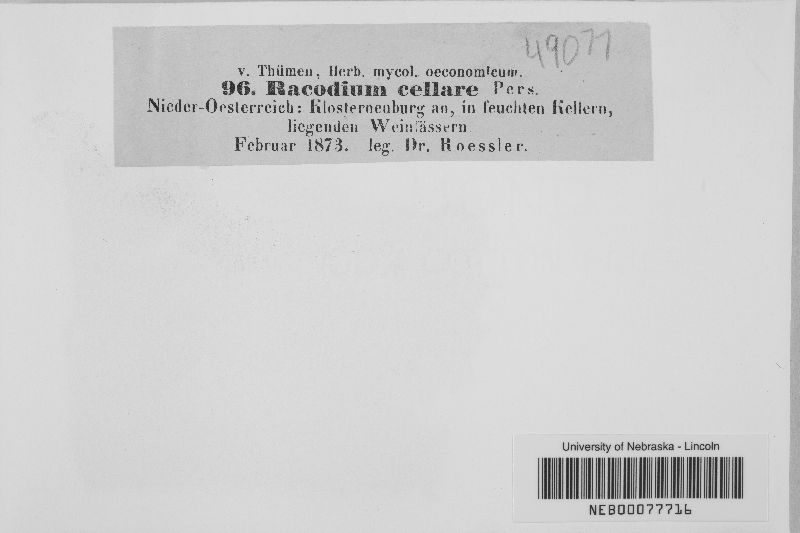 49077
v. Thümen, Herb. mycol. oeconomicum.
96. Racodium cellare Pers.
Nieder-Oesterreich: Klosterneuburg an, in feuchten Kellern,
liegenden Weinfässern
Februar 1873. leg. Dr. Roessler.
University of Nebraska - Lincoln
NEB00077716